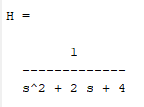 H =
1
-------------
s^2 + 2 s + 4